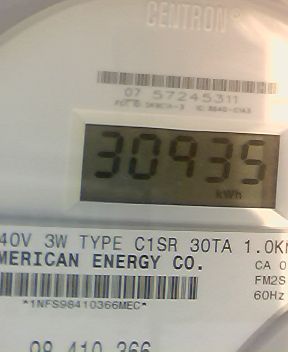 CENTRON®
07 57245311
30935
kWh
40V 3W TYPE C1SR 30TA 1.0K
MERICAN ENERGY CO.
CA 0
FM2S
60Hz
*1NFS98410366MEC*
98 410 366